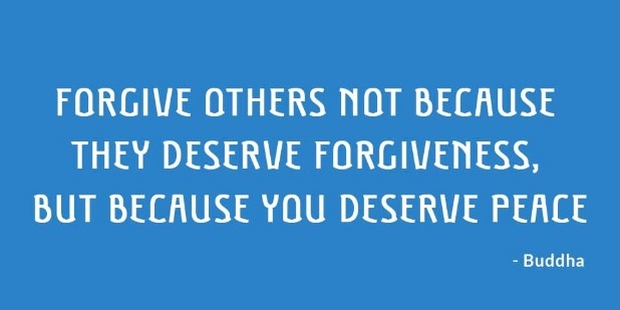 FORGIVE OTHERS NOT BECAUSE
THEY DESERVE FORGIVENESS,
BUT BECAUSE YOU DESERVE PEACE
- Buddha